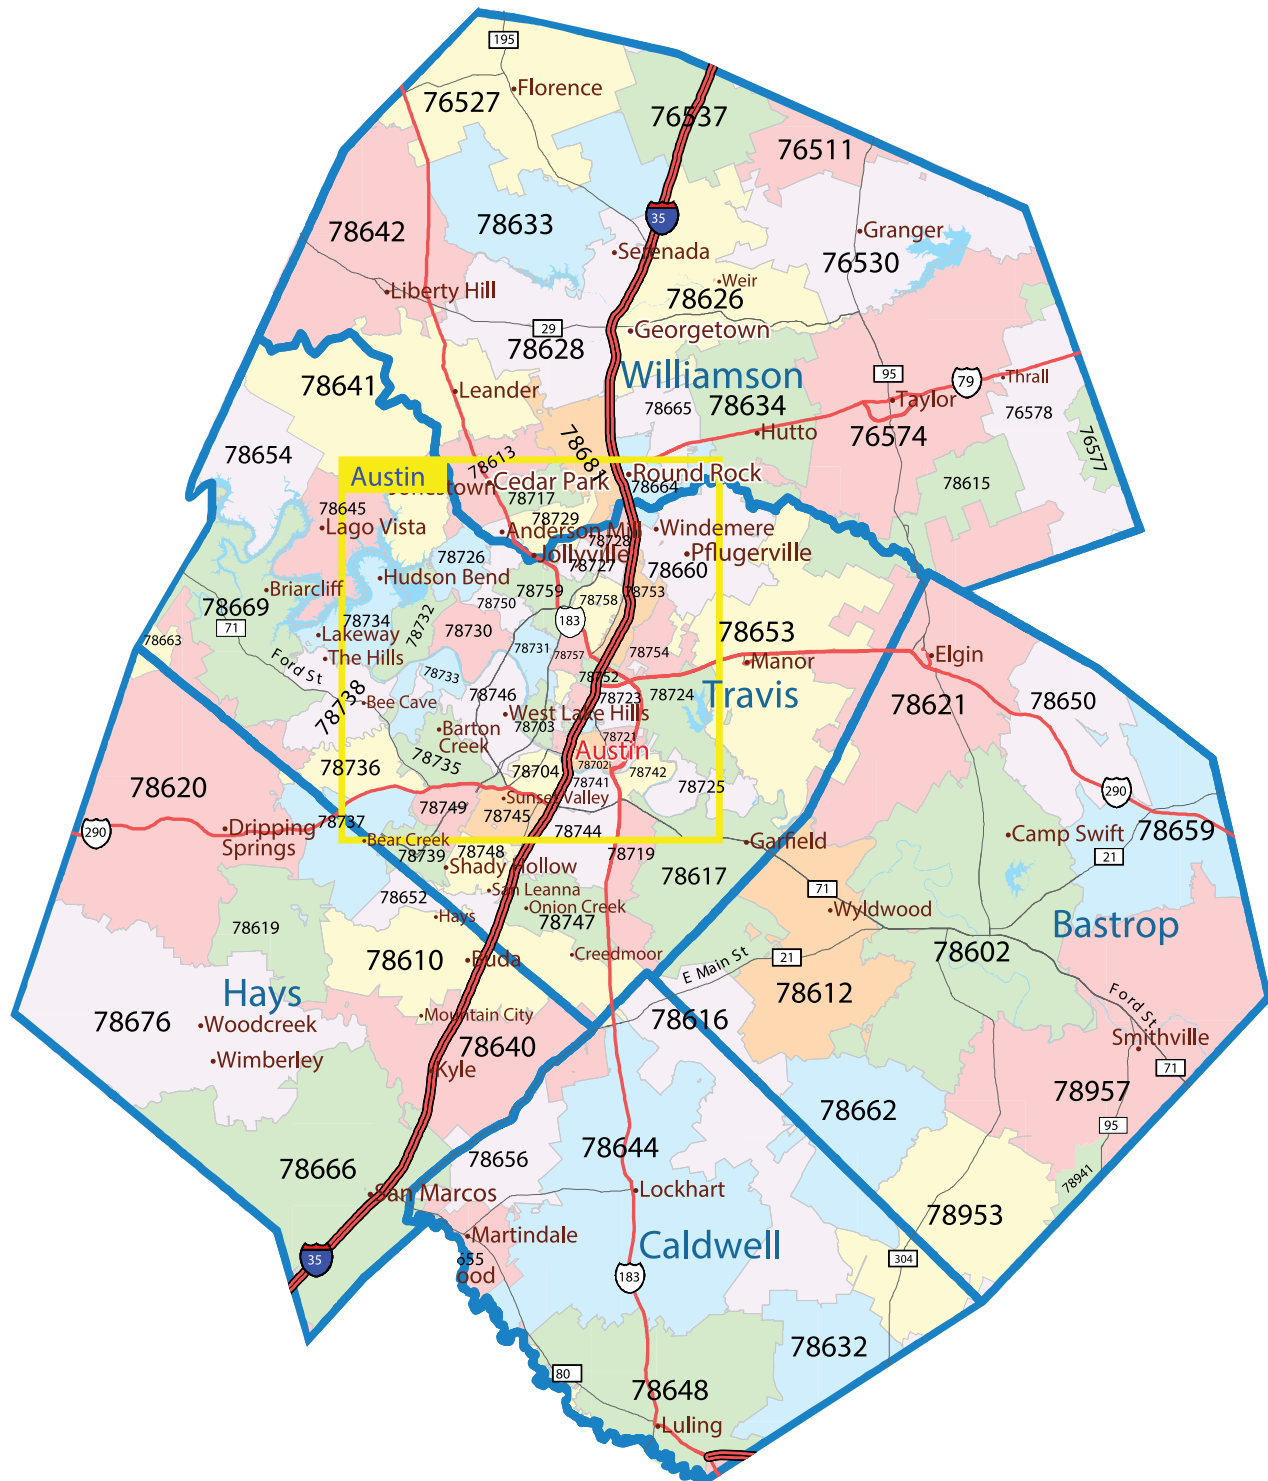 195
Florence
76527
76537
76511
35
78633
78642
Serenada
Granger
76530
Weir
78626
Liberty Hill
29
Georgetown
78628
Williamson
78641
Leander
95
79
Thrall
Taylor
78665
78634
76578
Hutto
76574
76577
78654
78681
78613
Round Rock
Austin
Cedar Park
78664
78615
78717
78645
Lago Vista
78729
Anderson Mill
Windemere
78728
Jollyville
Pflugerville
78726
78727
78660
Hudson Bend
Briarcliff
78759
78753
78758
78750
78669
78732
71
78734
183
78730
78653
78663
Lakeway
78731
78757
78754
The Hills
Ford St
Manor
Elgin
78733
78752
78738
Bee Cave
78746
78723
78724
Travis
78621
78650
West Lake Hills
78703
Barton
Creek
78721
Austin
78735
78736
78704
78702
78742
78741
78725
78620
Sunset Valley
290
78749
78745
78737
290
Dripping
Springs
78744
78659
Camp Swift
Bear Creek
Garfield
78739
78748
78719
21
Shady Hollow
78617
71
San Leanna
78652
Onion Creek
Wyldwood
Hays
78619
78747
Bastrop
78602
Creedmoor
E Main St
21
78610
Buda
Hays
78612
Ford St
78676
Woodcreek
Mountain City
78616
Smithville
78640
Wimberley
Kyle
71
78957
78662
95
78644
78656
78666
78941
San Marcos
Lockhart
78953
Martindale
Caldwell
35
655
ood
304
183
78632
80
78648
Luling